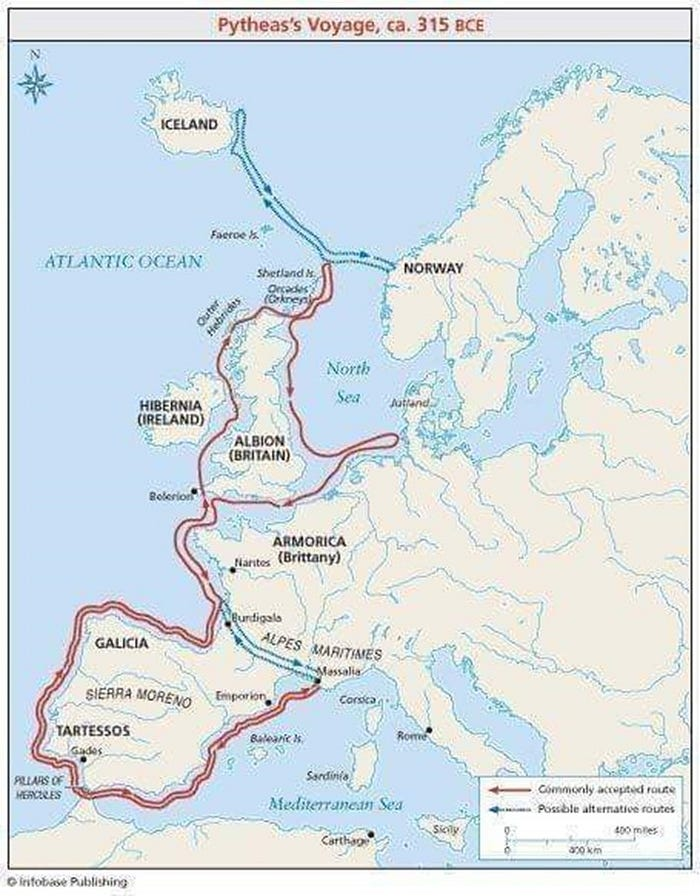 Pytheas's Voyage, ca. 315 BCE
N
ICELAND
Faeroe Is.
ATLANTIC OCEAN
NORWAY
Shetland Is.
Orcades
(Orkneys)
Outer
Hebrides
North
Sea
Jutland
HIBERNIA
(IRELAND)
ALBION
(BRITAIN)
Belerion
ARMORICA
(Brittany)
Nantes
Burdigala
GALICIA
ALPES MARITIMES
Massalia
SIERRA MORENO
Emporion
Corsica
TARTESSOS
Rome
Gades
Balearic Is.
PILLARS OF
HERCULES
Sardinia
Mediterranean Sea
Carthage
Sicily
Commonly accepted route
Possible alternative routes
0 400 miles
0 400 km
© Infobase Publishing